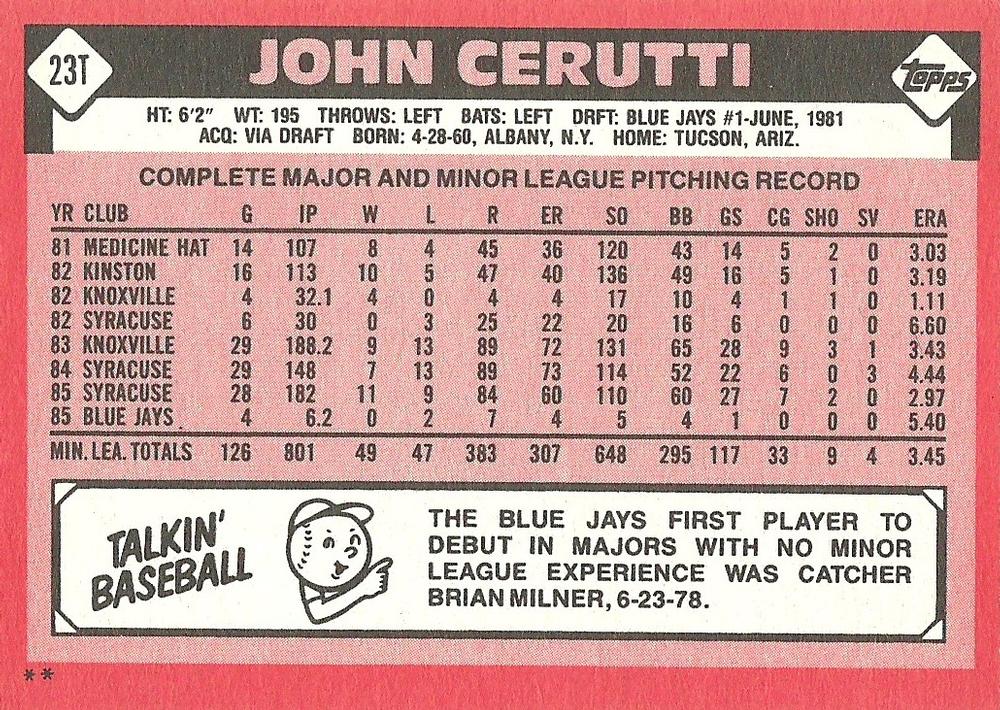 23T
JOHN CERUTTI
topps
HT: 6'2" WT: 195 THROWS: LEFT BATS: LEFT DRFT: BLUE JAYS #1-JUNE, 1981
ACQ: VIA DRAFT BORN: 4-28-60, ALBANY, N.Y. HOME: TUCSON, ARIZ.
COMPLETE MAJOR AND MINOR LEAGUE PITCHING RECORD
YR CLUB G IP W L R ER SO BB GS CG SHO SV ERA
81 MEDICINE HAT 14 107 8 4 45 36 120 43 14 5 2 0 3.03
82 KINSTON 16 113 10 5 47 40 136 49 16 5 1 0 3.19
82 KNOXVILLE 4 32.1 4 0 4 4 17 10 4 1 1 0 1.11
82 SYRACUSE 6 30 0 3 25 22 20 16 6 0 0 0 6.60
83 KNOXVILLE 29 188.2 9 13 89 72 131 65 28 9 3 1 3.43
84 SYRACUSE 29 148 7 13 89 73 114 52 22 6 0 3 4.44
85 SYRACUSE 28 182 11 9 84 60 110 60 27 7 2 0 2.97
85 BLUE JAYS 4 6.2 0 2 7 4 5 4 1 0 0 0 5.40
MIN. LEA. TOTALS 126 801 49 47 383 307 648 295 117 33 9 4 3.45
TALKIN'
BASEBALL
THE BLUE JAYS FIRST PLAYER TO
DEBUT IN MAJORS WITH NO MINOR
LEAGUE EXPERIENCE WAS CATCHER
BRIAN MILNER, 6-23-78.
**